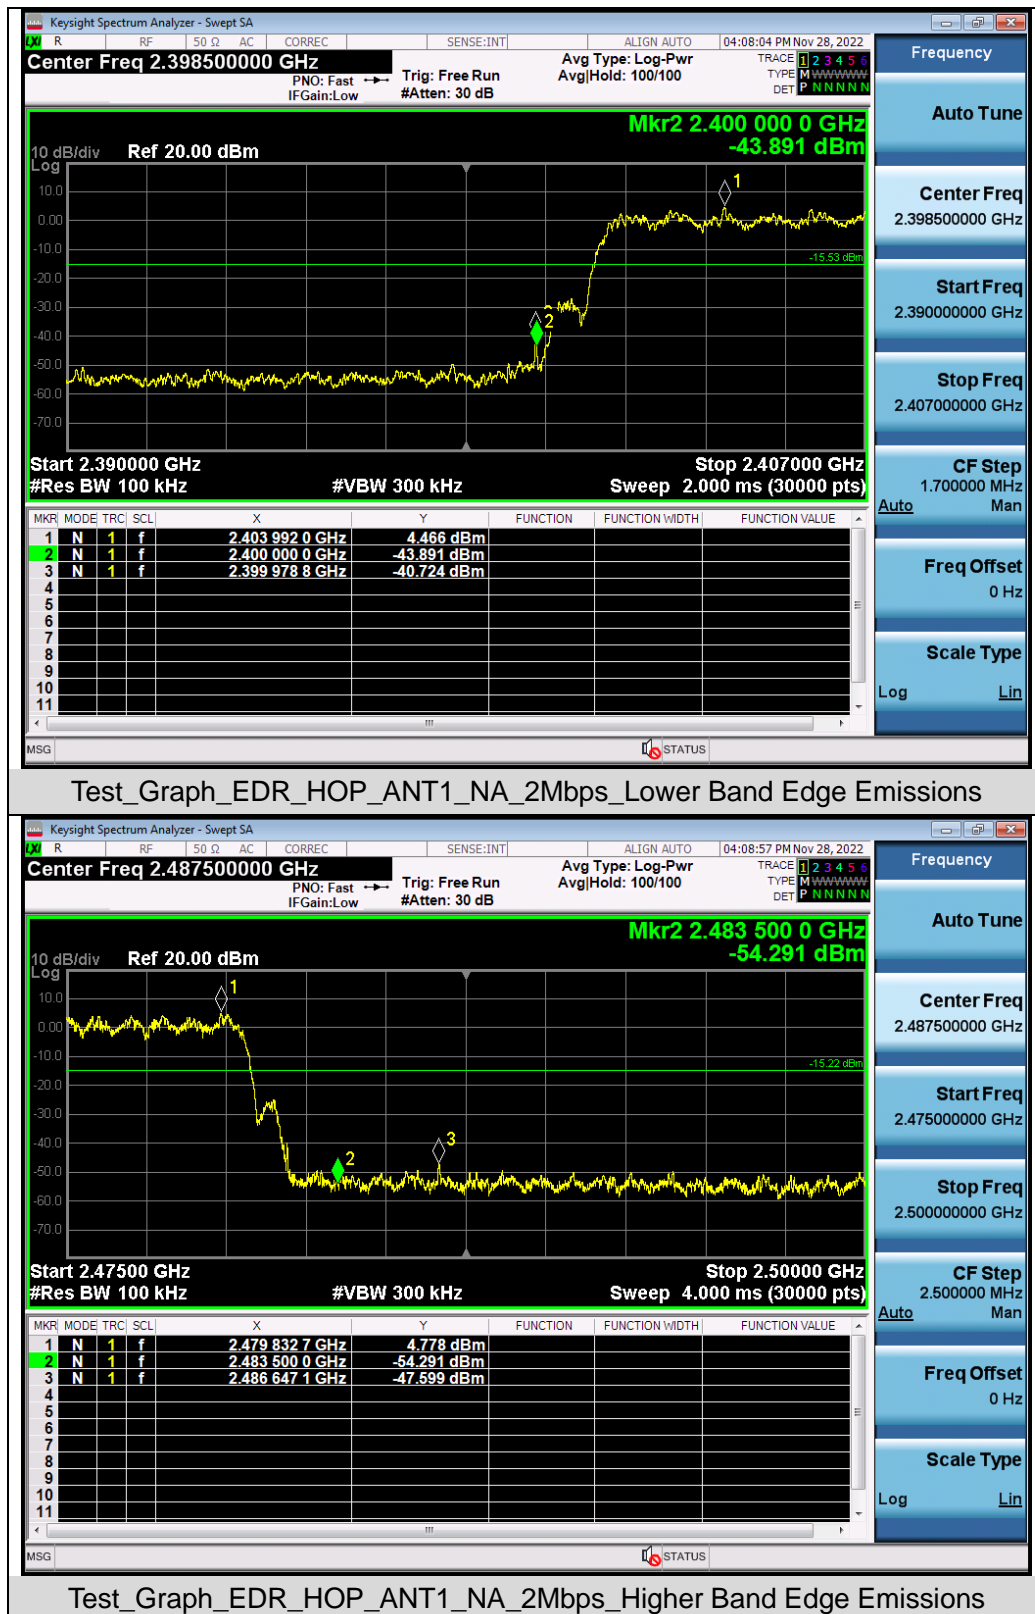 Keysight Spectrum Analyzer - Swept SA
LXI R RF 50 Ω AC CORREC SENSE:INT ALIGN AUTO 04:08:04 PM Nov 28, 2022
Center Freq 2.398500000 GHz Avg Type: Log-Pwr TRACE 1 2 3 4 5 6
PNO: Fast Trig: Free Run Avg|Hold: 100/100 TYPE M WWWWW
IFGain:Low #Atten: 30 dB DET P N N N N N
Mkr2 2.400 000 0 GHz
-43.891 dBm
10 dB/div Ref 20.00 dBm
Log
10.0
0.00
-10.0
-20.0
-30.0
-40.0
-50.0
-60.0
-70.0
1
-15.53 dBm
2
Start 2.390000 GHz Stop 2.407000 GHz
#Res BW 100 kHz #VBW 300 kHz Sweep 2.000 ms (30000 pts)
MKR MODE TRC SCL X Y FUNCTION FUNCTION WIDTH FUNCTION VALUE
1 N 1 f 2.403 992 0 GHz 4.466 dBm
2 N 1 f 2.400 000 0 GHz -43.891 dBm
3 N 1 f 2.399 978 8 GHz -40.724 dBm
4
5
6
7
8
9
10
11
MSG STATUS
Frequency
Auto Tune
Center Freq
2.398500000 GHz
Start Freq
2.390000000 GHz
Stop Freq
2.407000000 GHz
CF Step
1.700000 MHz
Auto Man
Freq Offset
0 Hz
Scale Type
Log Lin
Test_Graph_EDR_HOP_ANT1_NA_2Mbps_Lower Band Edge Emissions
Keysight Spectrum Analyzer - Swept SA
LXI R RF 50 Ω AC CORREC SENSE:INT ALIGN AUTO 04:08:57 PM Nov 28, 2022
Center Freq 2.487500000 GHz Avg Type: Log-Pwr TRACE 1 2 3 4 5 6
PNO: Fast Trig: Free Run Avg|Hold: 100/100 TYPE M WWWWW
IFGain:Low #Atten: 30 dB DET P N N N N N
Mkr2 2.483 500 0 GHz
-54.291 dBm
10 dB/div Ref 20.00 dBm
Log
10.0
0.00
-10.0
-20.0
-30.0
-40.0
-50.0
-60.0
-70.0
1
-15.22 dBm
3
2
Start 2.47500 GHz Stop 2.50000 GHz
#Res BW 100 kHz #VBW 300 kHz Sweep 4.000 ms (30000 pts)
MKR MODE TRC SCL X Y FUNCTION FUNCTION WIDTH FUNCTION VALUE
1 N 1 f 2.479 832 7 GHz 4.778 dBm
2 N 1 f 2.483 500 0 GHz -54.291 dBm
3 N 1 f 2.486 647 1 GHz -47.599 dBm
4
5
6
7
8
9
10
11
MSG STATUS
Frequency
Auto Tune
Center Freq
2.487500000 GHz
Start Freq
2.475000000 GHz
Stop Freq
2.500000000 GHz
CF Step
2.500000 MHz
Auto Man
Freq Offset
0 Hz
Scale Type
Log Lin
Test_Graph_EDR_HOP_ANT1_NA_2Mbps_Higher Band Edge Emissions